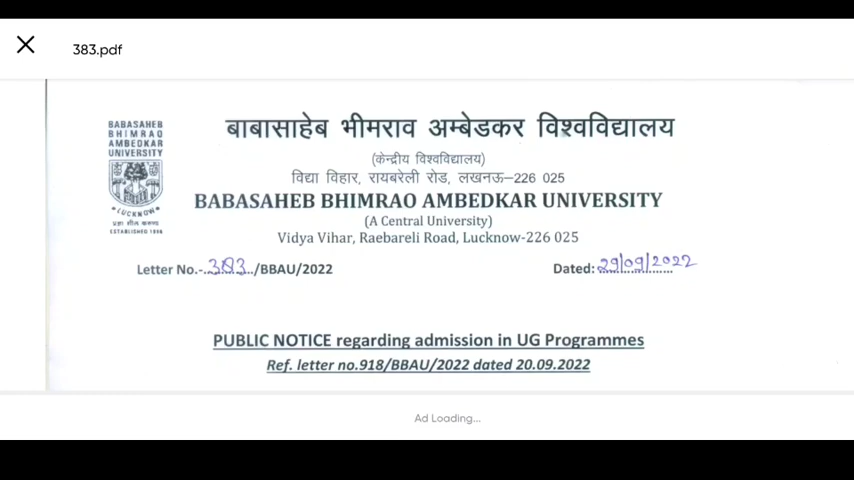 383.pdf
BABASAHEB
BHIMRAO
AMBEDKAR
UNIVERSITY
LUCKNOW
प्रज्ञा शील करुणा
ESTABLISHED 1996
बाबासाहेब भीमराव अम्बेडकर विश्वविद्यालय
(केन्द्रीय विश्वविद्यालय)
विद्या विहार, रायबरेली रोड, लखनऊ–226 025
BABASAHEB BHIMRAO AMBEDKAR UNIVERSITY
(A Central University)
Vidya Vihar, Raebareli Road, Lucknow-226 025
Letter No.-..383../BBAU/2022
Dated: 29/09/2022
PUBLIC NOTICE regarding admission in UG Programmes
Ref. letter no.918/BBAU/2022 dated 20.09.2022
Ad Loading...